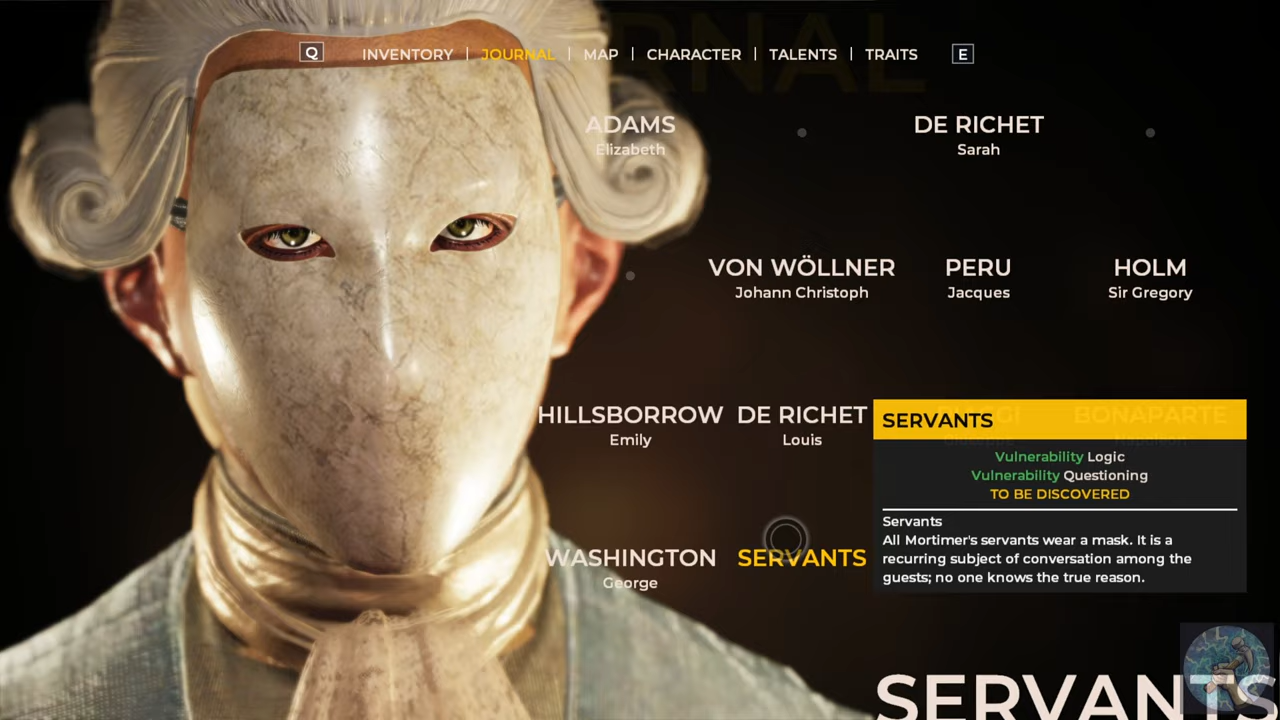 Q INVENTORY | JOURNAL | MAP | CHARACTER | TALENTS | TRAITS E
ADAMS
Elizabeth
DE RICHET
Sarah
VON WÖLLNER
Johann Christoph
PERU
Jacques
HOLM
Sir Gregory
HILLSBORROW
Emily
DE RICHET
Louis
BONAPARTE
Napoleon
WASHINGTON
George
SERVANTS
SERVANTS
Vulnerability Logic
Vulnerability Questioning
TO BE DISCOVERED
Servants
All Mortimer's servants wear a mask. It is a
recurring subject of conversation among the
guests; no one knows the true reason.
SERVANTS